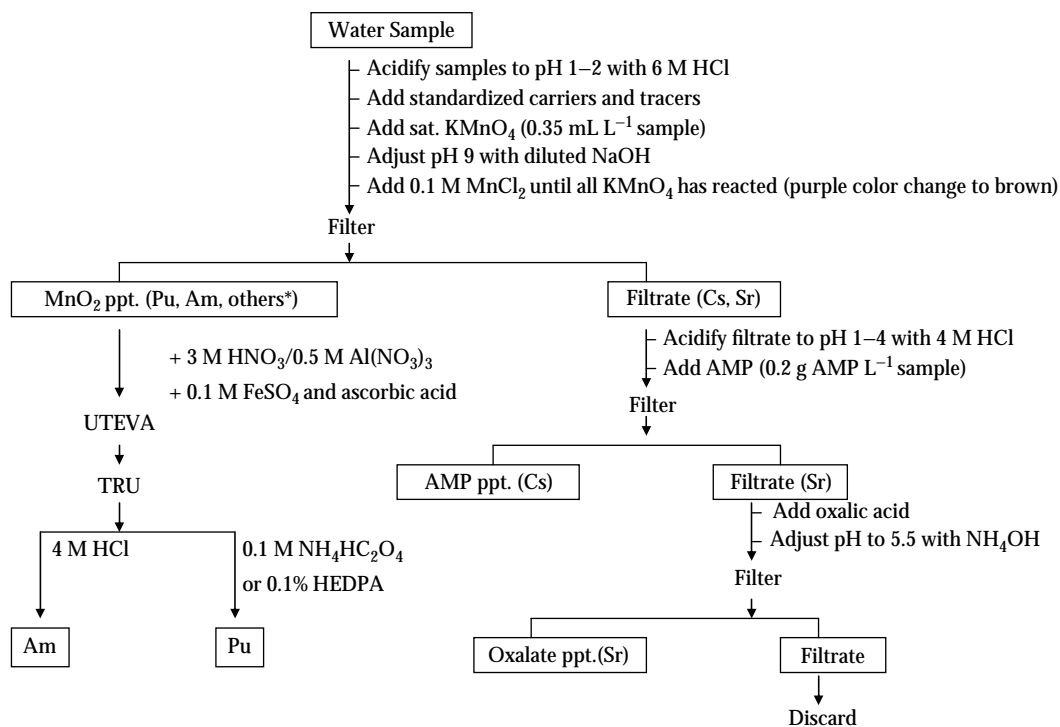 Water Sample
Acidify samples to pH 1–2 with 6 M HCl
Add standardized carriers and tracers
Add sat. KMnO₄ (0.35 mL L⁻¹ sample)
Adjust pH 9 with diluted NaOH
Add 0.1 M MnCl₂ until all KMnO₄ has reacted (purple color change to brown)
Filter
MnO₂ ppt. (Pu, Am, others*)
+ 3 M HNO₃/0.5 M Al(NO₃)₃
+ 0.1 M FeSO₄ and ascorbic acid
UTEVA
TRU
4 M HCl
0.1 M NH₄HC₂O₄
or 0.1% HEDPA
Am
Pu
Filtrate (Cs, Sr)
Acidify filtrate to pH 1–4 with 4 M HCl
Add AMP (0.2 g AMP L⁻¹ sample)
Filter
AMP ppt. (Cs)
Filtrate (Sr)
Add oxalic acid
Adjust pH to 5.5 with NH₄OH
Filter
Oxalate ppt.(Sr)
Filtrate
Discard